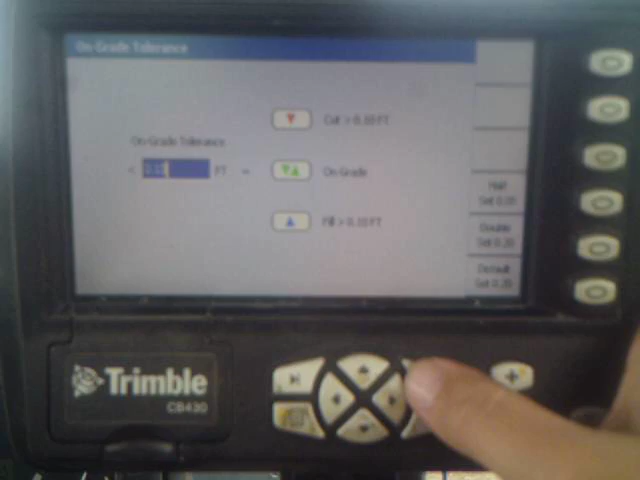 On-Grade Tolerance
Cut > 0.10 FT
On-Grade Tolerance
< 0.10 FT =
On-Grade
Fill > 0.10 FT
Half
Set 0.05
Double
Set 0.20
Default
Set 0.20
Trimble
CB430